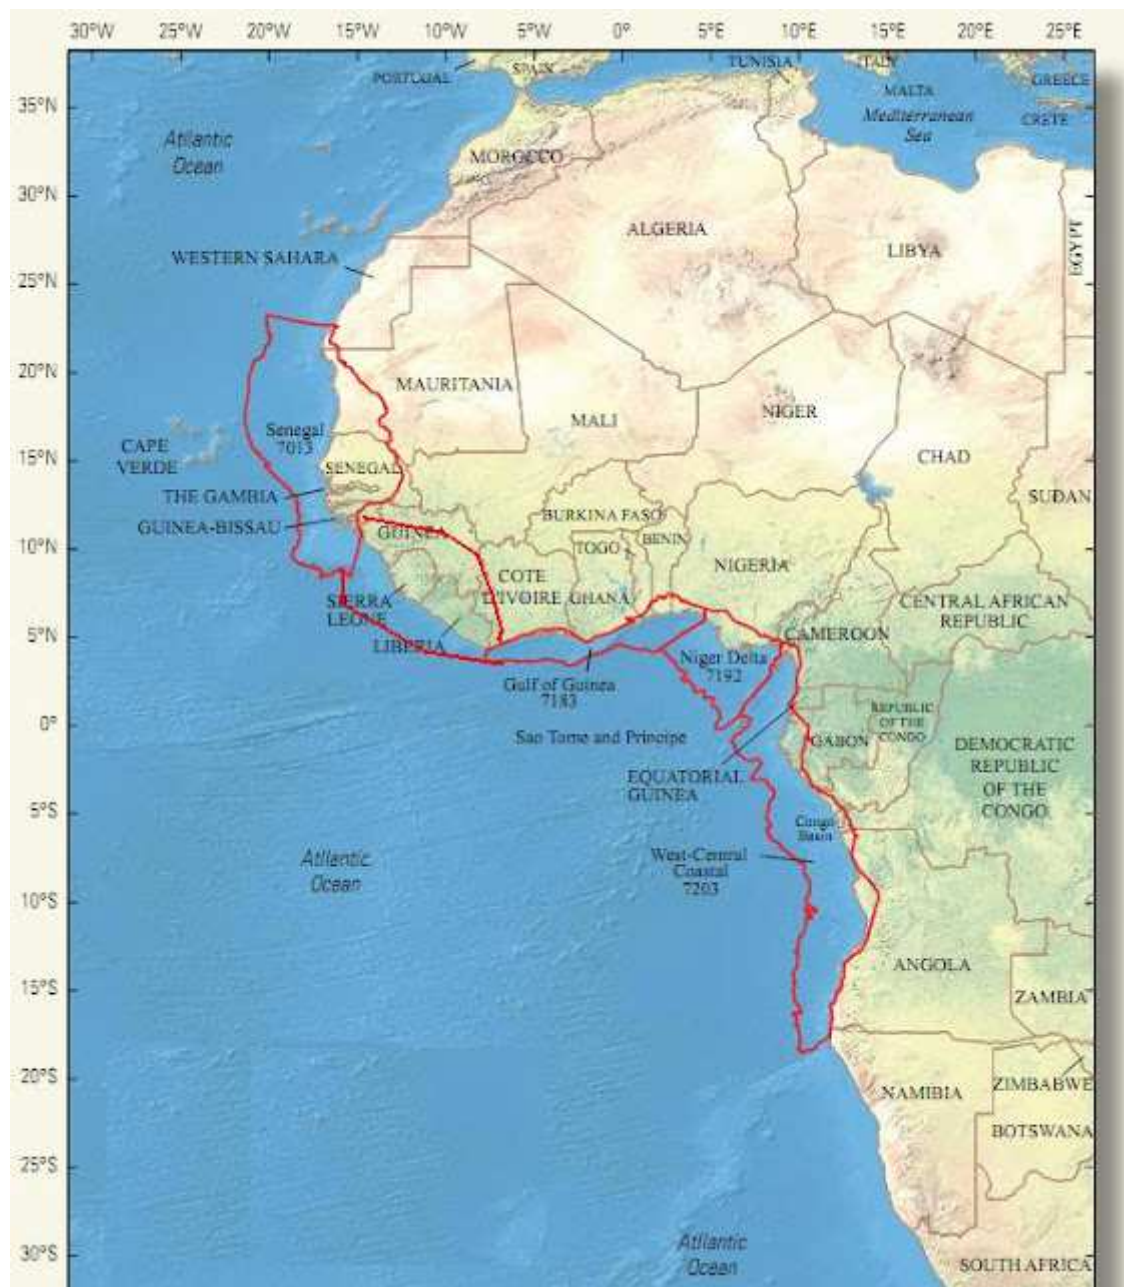 30°W 25°W 20°W 15°W 10°W 5°W 0° 5°E 10°E 15°E 20°E 25°E
PORTUGAL
SPAIN
TUNISIA
ITALY
GREECE
MALTA
CRETE
Mediterranean
Sea
35°N
Atlantic
Ocean
MOROCCO
30°N
ALGERIA
LIBYA
EGYPT
WESTERN SAHARA
25°N
20°N
MAURITANIA
MALI
NIGER
CHAD
SUDAN
Senegal
7013
CAPE
VERDE
15°N
SENEGAL
THE GAMBIA
GUINEA-BISSAU
GUINEA
BURKINA FASO
BENIN
TOGO
NIGERIA
10°N
COTE
D'IVOIRE
GHANA
SIERRA
LEONE
LIBERIA
CENTRAL AFRICAN
REPUBLIC
CAMEROON
5°N
Niger Delta
7192
Gulf of Guinea
7183
REPUBLIC
OF THE
CONGO
0°
Sao Tome and Principe
GABON
DEMOCRATIC
REPUBLIC
OF THE
CONGO
EQUATORIAL
GUINEA
5°S
Congo
Basin
West-Central
Coastal
7203
Atlantic
Ocean
10°S
ANGOLA
15°S
ZAMBIA
20°S
NAMIBIA
ZIMBABWE
BOTSWANA
25°S
Atlantic
Ocean
30°S
SOUTH AFRICA